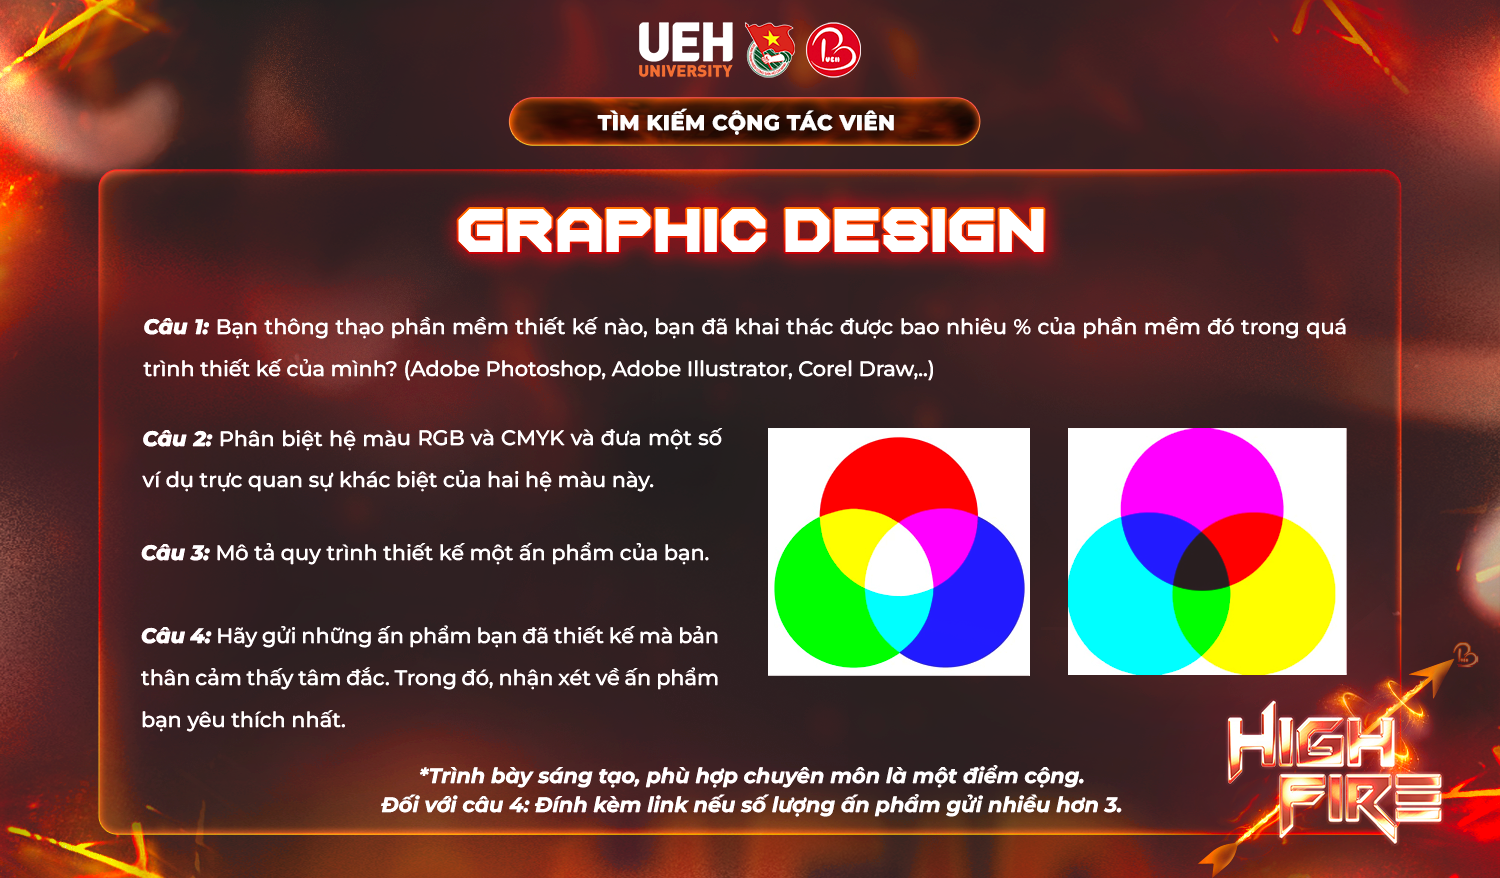 UEH
UNIVERSITY
B
UEH
TÌM KIẾM CỘNG TÁC VIÊN
GRAPHIC DESIGN
Câu 1: Bạn thông thạo phần mềm thiết kế nào, bạn đã khai thác được bao nhiêu % của phần mềm đó trong quá
trình thiết kế của mình? (Adobe Photoshop, Adobe Illustrator, Corel Draw,..)
Câu 2: Phân biệt hệ màu RGB và CMYK và đưa một số
ví dụ trực quan sự khác biệt của hai hệ màu này.
Câu 3: Mô tả quy trình thiết kế một ấn phẩm của bạn.
Câu 4: Hãy gửi những ấn phẩm bạn đã thiết kế mà bản
thân cảm thấy tâm đắc. Trong đó, nhận xét về ấn phẩm
bạn yêu thích nhất.
*Trình bày sáng tạo, phù hợp chuyên môn là một điểm cộng.
Đối với câu 4: Đính kèm link nếu số lượng ấn phẩm gửi nhiều hơn 3.
B
HIGH
FIRE